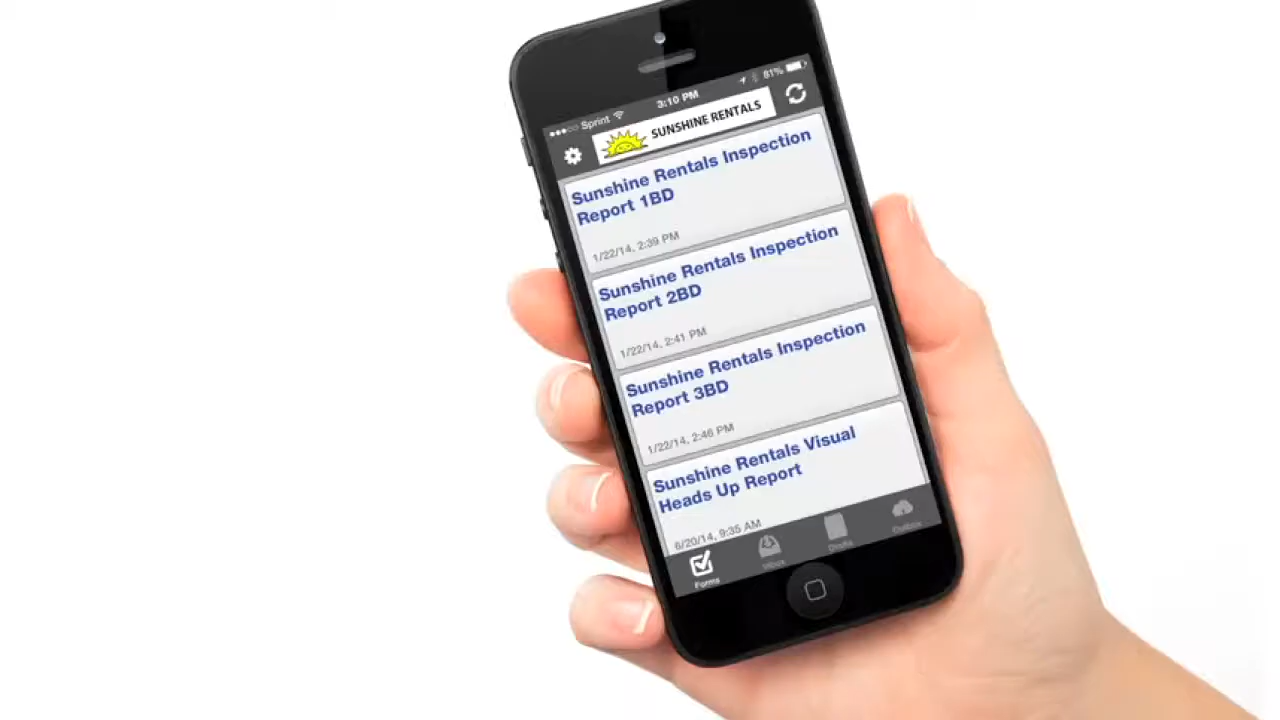 Sprint 3:10 PM 81%
SUNSHINE RENTALS
Sunshine Rentals Inspection
Report 1BD
1/22/14, 2:39 PM
Sunshine Rentals Inspection
Report 2BD
1/22/14, 2:41 PM
Sunshine Rentals Inspection
Report 3BD
1/22/14, 2:46 PM
Sunshine Rentals Visual
Heads Up Report
6/20/14, 9:35 AM
Forms Inbox Drafts Outbox